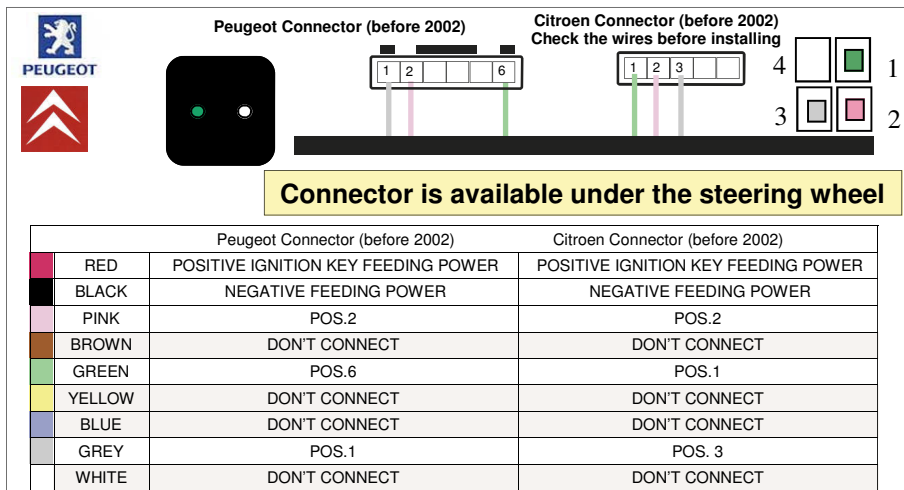 PEUGEOT
Peugeot Connector (before 2002)
1 2 6
Citroen Connector (before 2002)
Check the wires before installing
1 2 3
4 1
3 2
Connector is available under the steering wheel
Peugeot Connector (before 2002) Citroen Connector (before 2002)
RED POSITIVE IGNITION KEY FEEDING POWER POSITIVE IGNITION KEY FEEDING POWER
BLACK NEGATIVE FEEDING POWER NEGATIVE FEEDING POWER
PINK POS.2 POS.2
BROWN DON'T CONNECT DON'T CONNECT
GREEN POS.6 POS.1
YELLOW DON'T CONNECT DON'T CONNECT
BLUE DON'T CONNECT DON'T CONNECT
GREY POS.1 POS. 3
WHITE DON'T CONNECT DON'T CONNECT